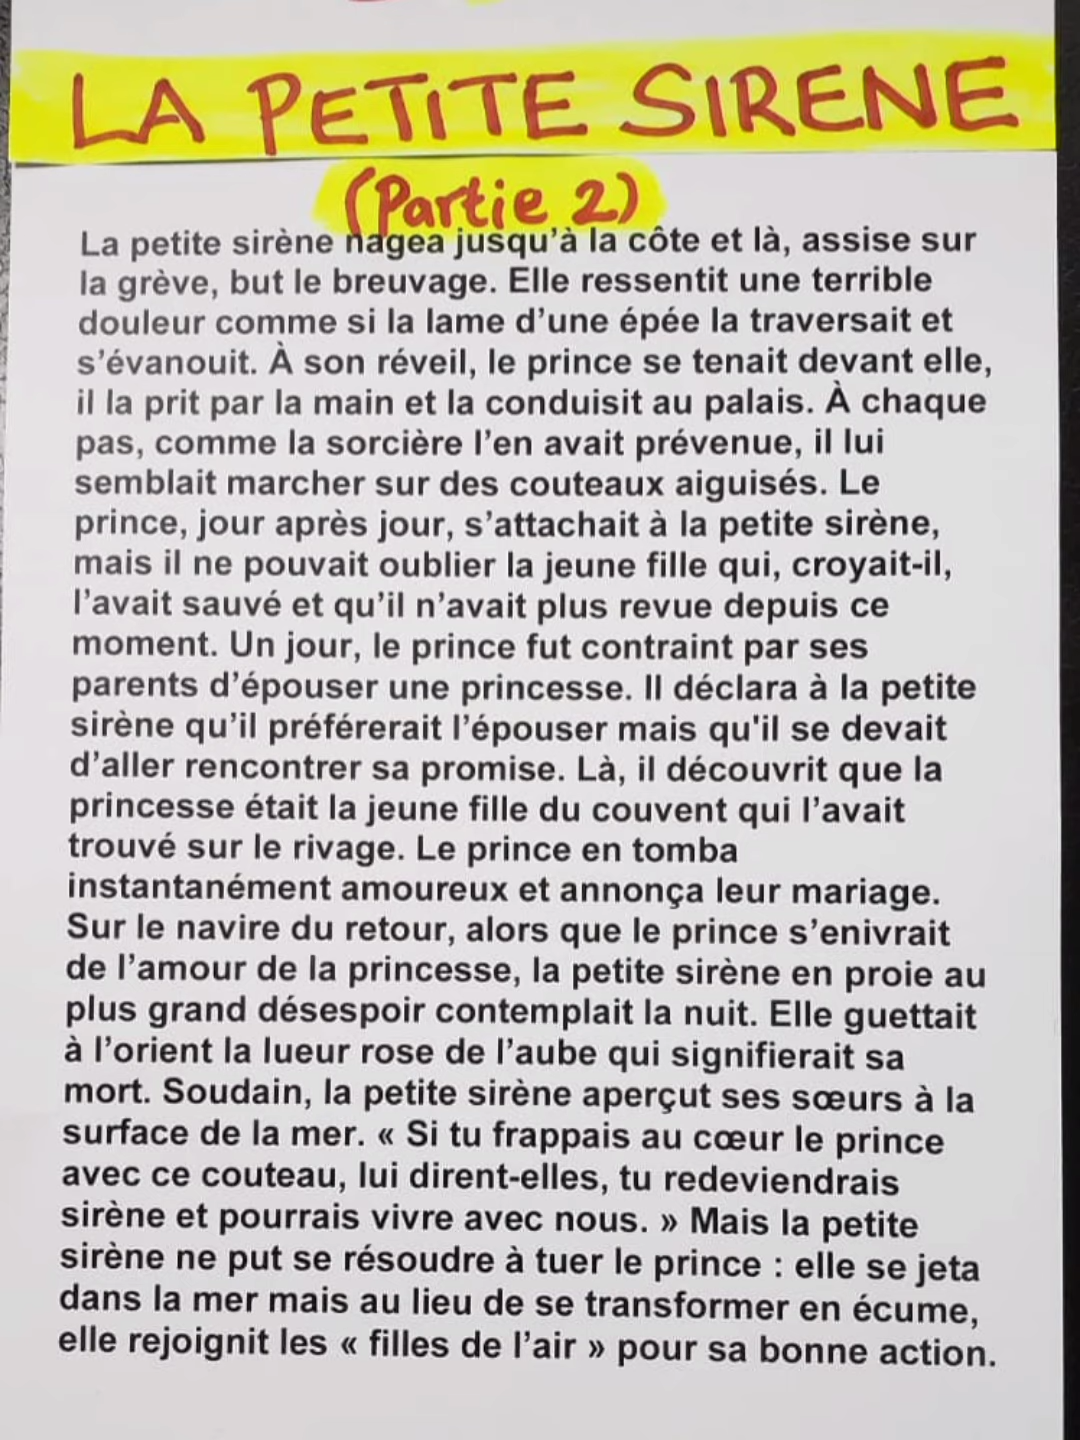 LA PETITE SIRENE
(Partie 2)
La petite sirène nagea jusqu'à la côte et là, assise sur
la grève, but le breuvage. Elle ressentit une terrible
douleur comme si la lame d'une épée la traversait et
s'évanouit. À son réveil, le prince se tenait devant elle,
il la prit par la main et la conduisit au palais. À chaque
pas, comme la sorcière l'en avait prévenue, il lui
semblait marcher sur des couteaux aiguisés. Le
prince, jour après jour, s'attachait à la petite sirène,
mais il ne pouvait oublier la jeune fille qui, croyait-il,
l'avait sauvé et qu'il n'avait plus revue depuis ce
moment. Un jour, le prince fut contraint par ses
parents d'épouser une princesse. Il déclara à la petite
sirène qu'il préférerait l'épouser mais qu'il se devait
d'aller rencontrer sa promise. Là, il découvrit que la
princesse était la jeune fille du couvent qui l'avait
trouvé sur le rivage. Le prince en tomba
instantanément amoureux et annonça leur mariage.
Sur le navire du retour, alors que le prince s'enivrait
de l'amour de la princesse, la petite sirène en proie au
plus grand désespoir contemplait la nuit. Elle guettait
à l'orient la lueur rose de l'aube qui signifierait sa
mort. Soudain, la petite sirène aperçut ses sœurs à la
surface de la mer. « Si tu frappais au cœur le prince
avec ce couteau, lui dirent-elles, tu redeviendrais
sirène et pourrais vivre avec nous. » Mais la petite
sirène ne put se résoudre à tuer le prince : elle se jeta
dans la mer mais au lieu de se transformer en écume,
elle rejoignit les « filles de l'air » pour sa bonne action.